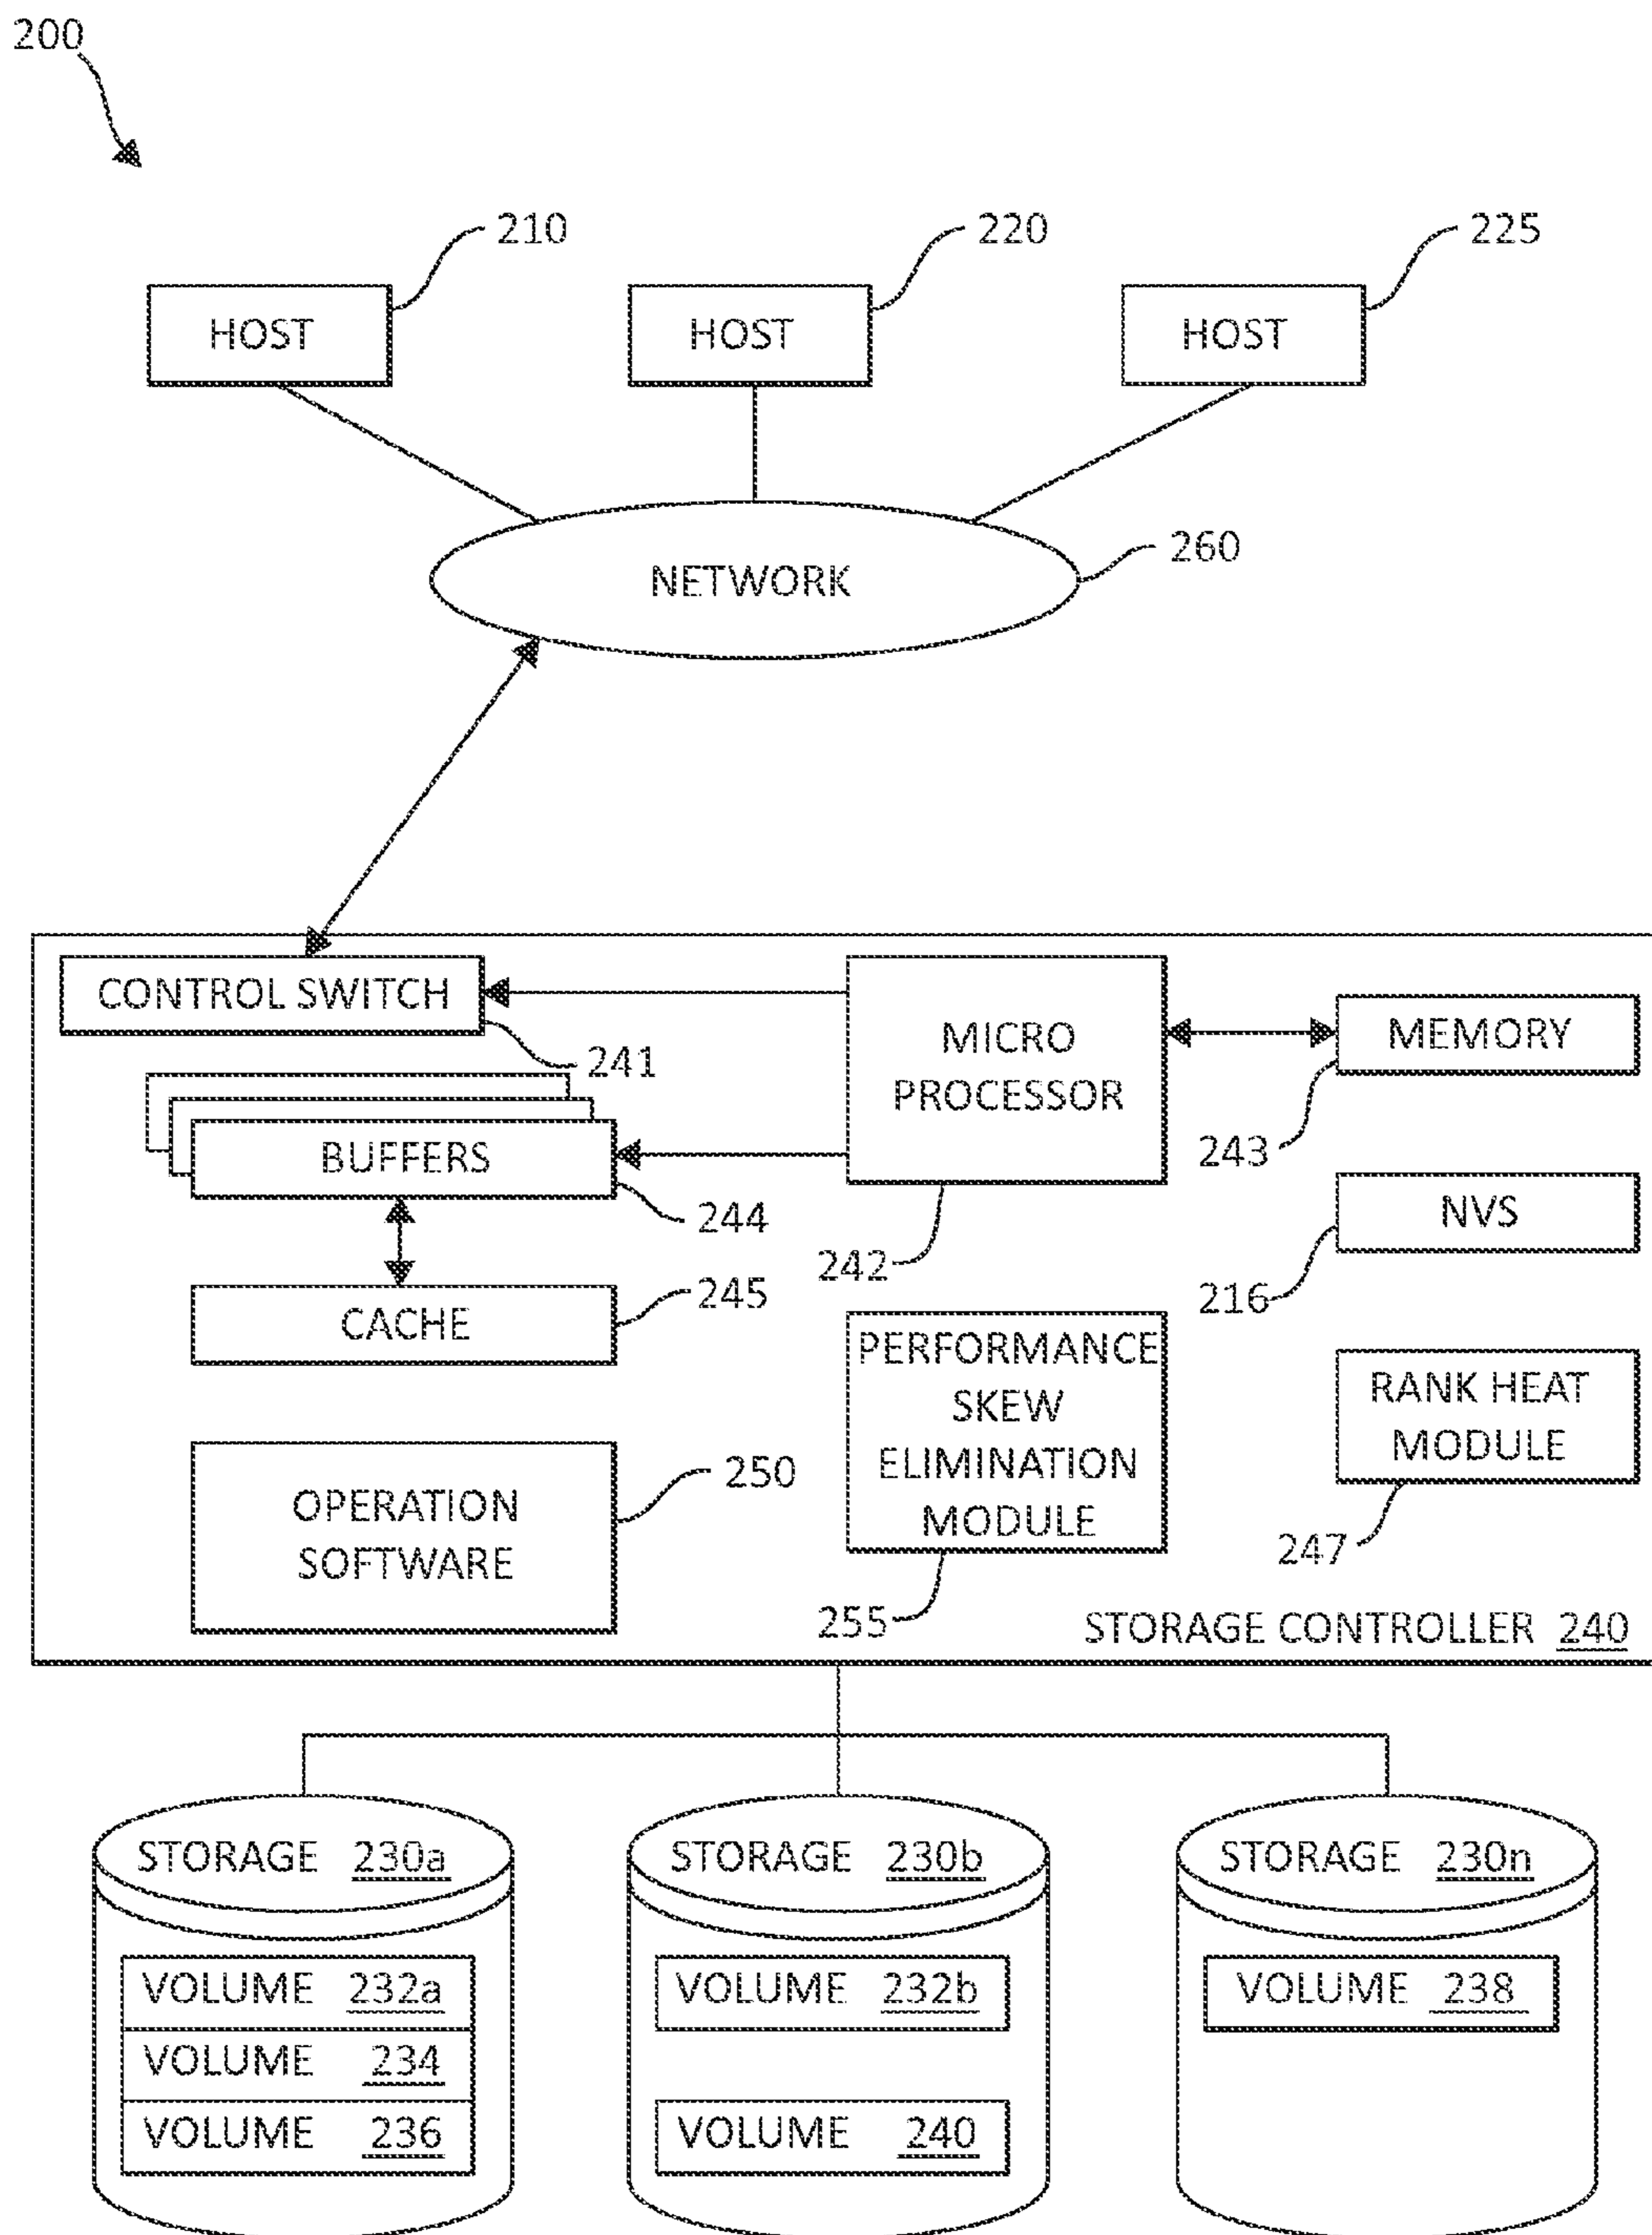 200
210
220
225
HOST
HOST
HOST
260
NETWORK
CONTROL SWITCH
241
MICRO
PROCESSOR
242
MEMORY
243
BUFFERS
244
NVS
216
CACHE
245
PERFORMANCE
SKEW
ELIMINATION
MODULE
255
RANK HEAT
MODULE
247
OPERATION
SOFTWARE
250
STORAGE CONTROLLER 240
STORAGE 230a
VOLUME 232a
VOLUME 234
VOLUME 236
STORAGE 230b
VOLUME 232b
VOLUME 240
STORAGE 230n
VOLUME 238